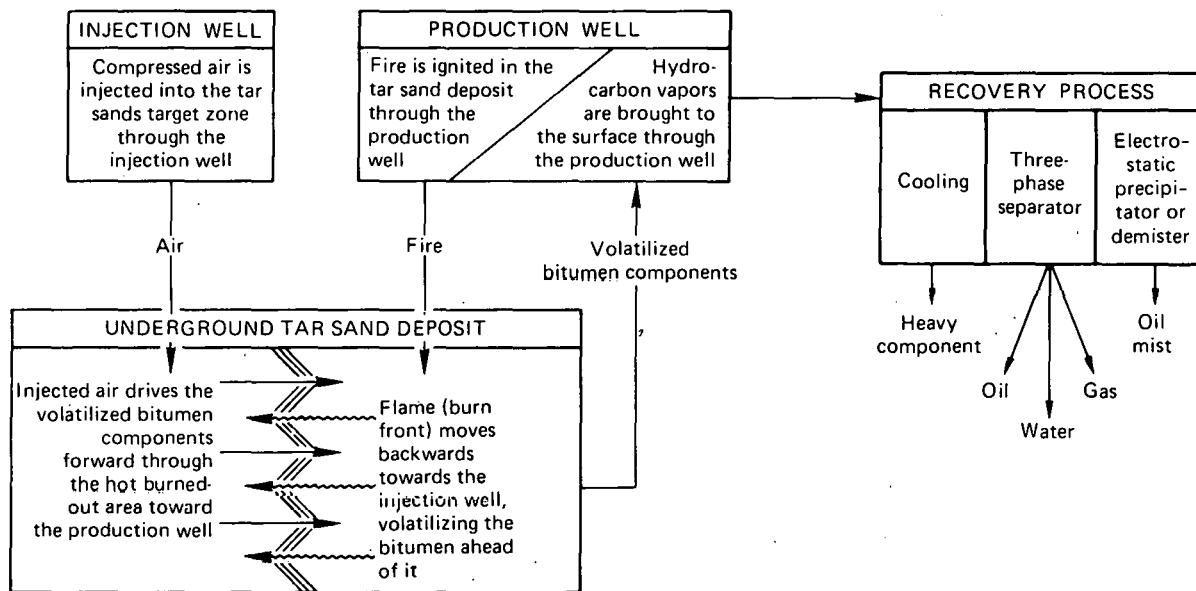 INJECTION WELL
Compressed air is
injected into the tar
sands target zone
through the
injection well
PRODUCTION WELL
Fire is ignited in the
tar sand deposit
through the
production
well
Hydro-
carbon vapors
are brought to
the surface through
the production well
RECOVERY PROCESS
Cooling
Three-
phase
separator
Electro-
static
precipi-
tator or
demister
Air
Fire
Volatilized
bitumen components
Heavy
component
Oil
Water
Gas
Oil
mist
UNDERGROUND TAR SAND DEPOSIT
Injected air drives the
volatilized bitumen
components
forward through
the hot burned-
out area toward
the production well
Flame (burn
front) moves
backwards
towards the
injection well,
volatilizing the
bitumen ahead
of it